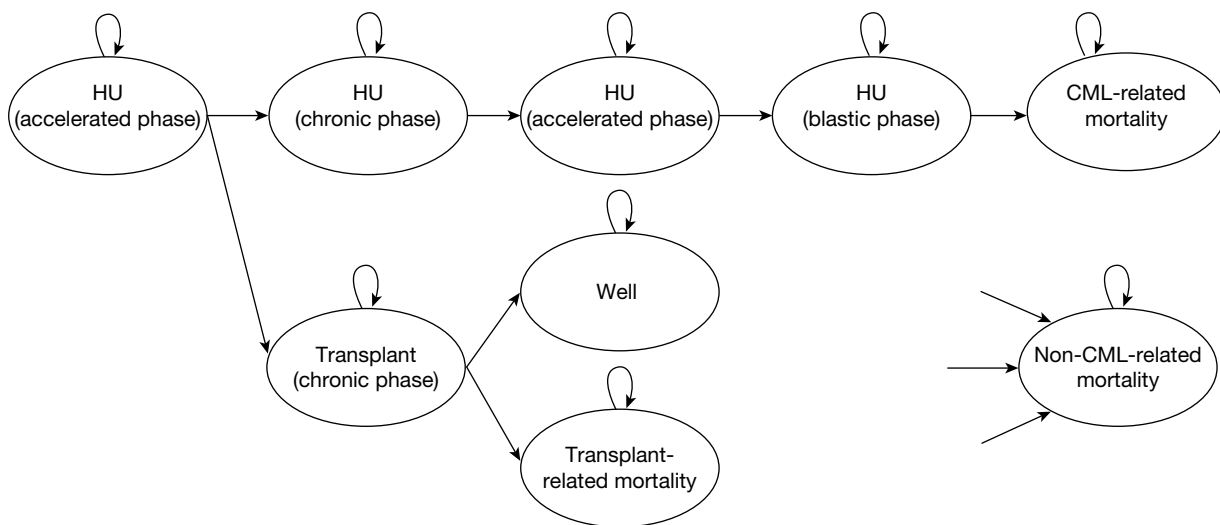 HU
(accelerated phase)
HU
(chronic phase)
HU
(accelerated phase)
HU
(blastic phase)
CML-related
mortality
Well
Transplant
(chronic phase)
Non-CML-related
mortality
Transplant-
related mortality